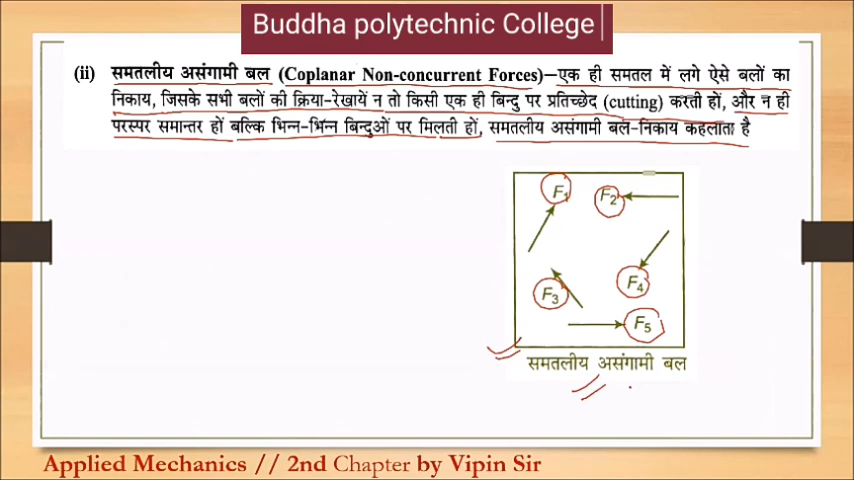 Buddha polytechnic College
(ii) समतलीय असंगामी बल (Coplanar Non-concurrent Forces)—एक ही समतल में लगे ऐसे बलों का
निकाय, जिसके सभी बलों की क्रिया-रेखायें न तो किसी एक ही बिन्दु पर प्रतिच्छेद (cutting) करती हों, और न ही
परस्पर समान्तर हों बल्कि भिन्न-भिन्न बिन्दुओं पर मिलती हों, समतलीय असंगामी बल-निकाय कहलाता है
F1
F2
F3
F4
F5
समतलीय असंगामी बल
Applied Mechanics // 2nd Chapter by Vipin Sir